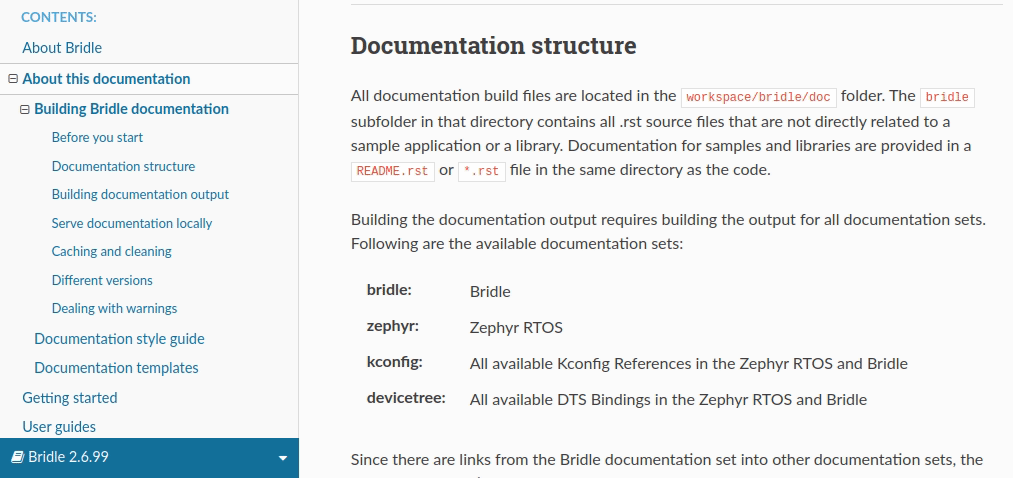 CONTENTS:
About Bridle
About this documentation
Building Bridle documentation
Before you start
Documentation structure
Building documentation output
Serve documentation locally
Caching and cleaning
Different versions
Dealing with warnings
Documentation style guide
Documentation templates
Getting started
User guides
Bridle 2.6.99
Documentation structure
All documentation build files are located in the workspace/bridle/doc folder. The bridle
subfolder in that directory contains all .rst source files that are not directly related to a
sample application or a library. Documentation for samples and libraries are provided in a
README.rst or *.rst file in the same directory as the code.
Building the documentation output requires building the output for all documentation sets.
Following are the available documentation sets:
bridle: Bridle
zephyr: Zephyr RTOS
kconfig: All available Kconfig References in the Zephyr RTOS and Bridle
devicetree: All available DTS Bindings in the Zephyr RTOS and Bridle
Since there are links from the Bridle documentation set into other documentation sets, the